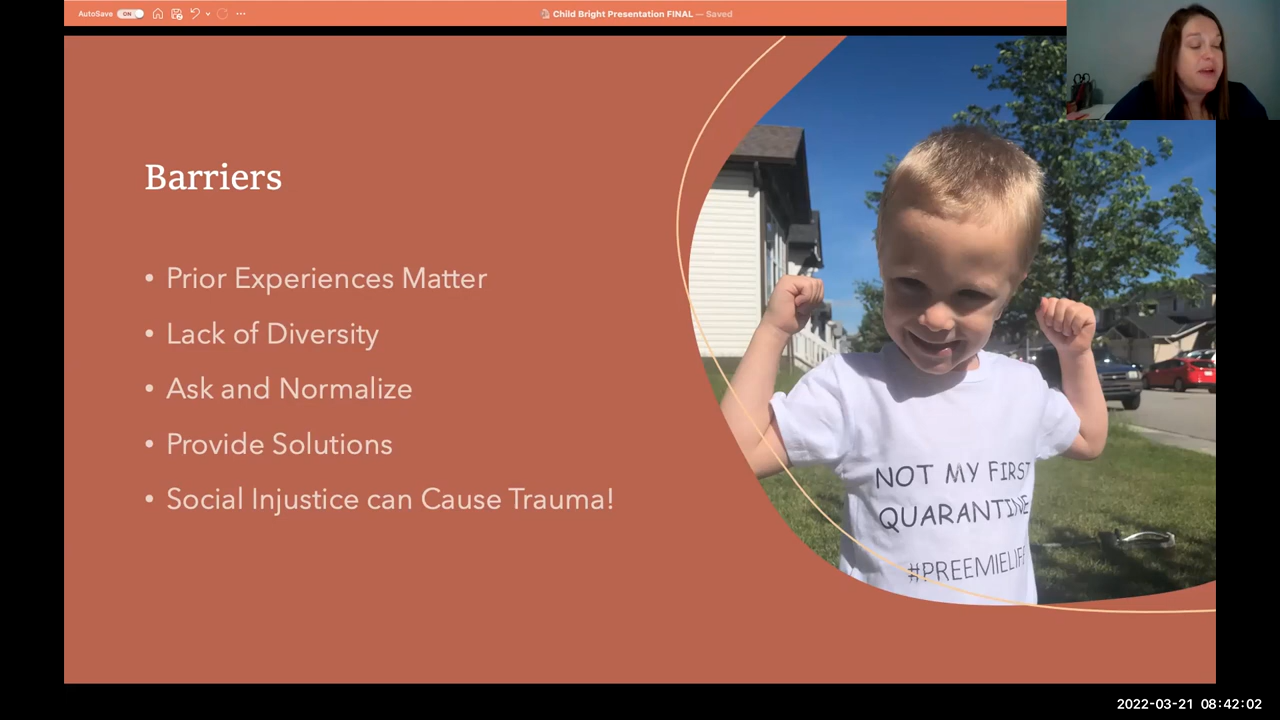 AutoSave ON
Child Bright Presentation FINAL — Saved
Barriers
• Prior Experiences Matter
• Lack of Diversity
• Ask and Normalize
• Provide Solutions
• Social Injustice can Cause Trauma!
NOT MY FIRST
QUARANTINE
#PREEMIELIFE
2022-03-21 08:42:02